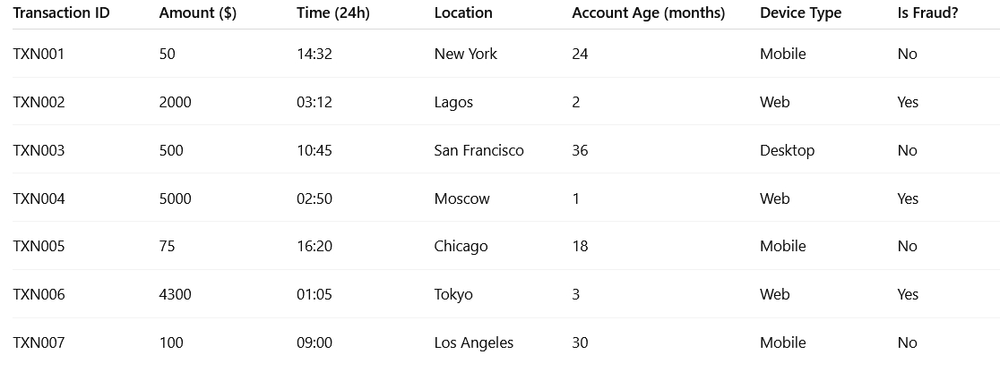 Transaction ID Amount ($) Time (24h) Location Account Age (months) Device Type Is Fraud?
TXN001 50 14:32 New York 24 Mobile No
TXN002 2000 03:12 Lagos 2 Web Yes
TXN003 500 10:45 San Francisco 36 Desktop No
TXN004 5000 02:50 Moscow 1 Web Yes
TXN005 75 16:20 Chicago 18 Mobile No
TXN006 4300 01:05 Tokyo 3 Web Yes
TXN007 100 09:00 Los Angeles 30 Mobile No